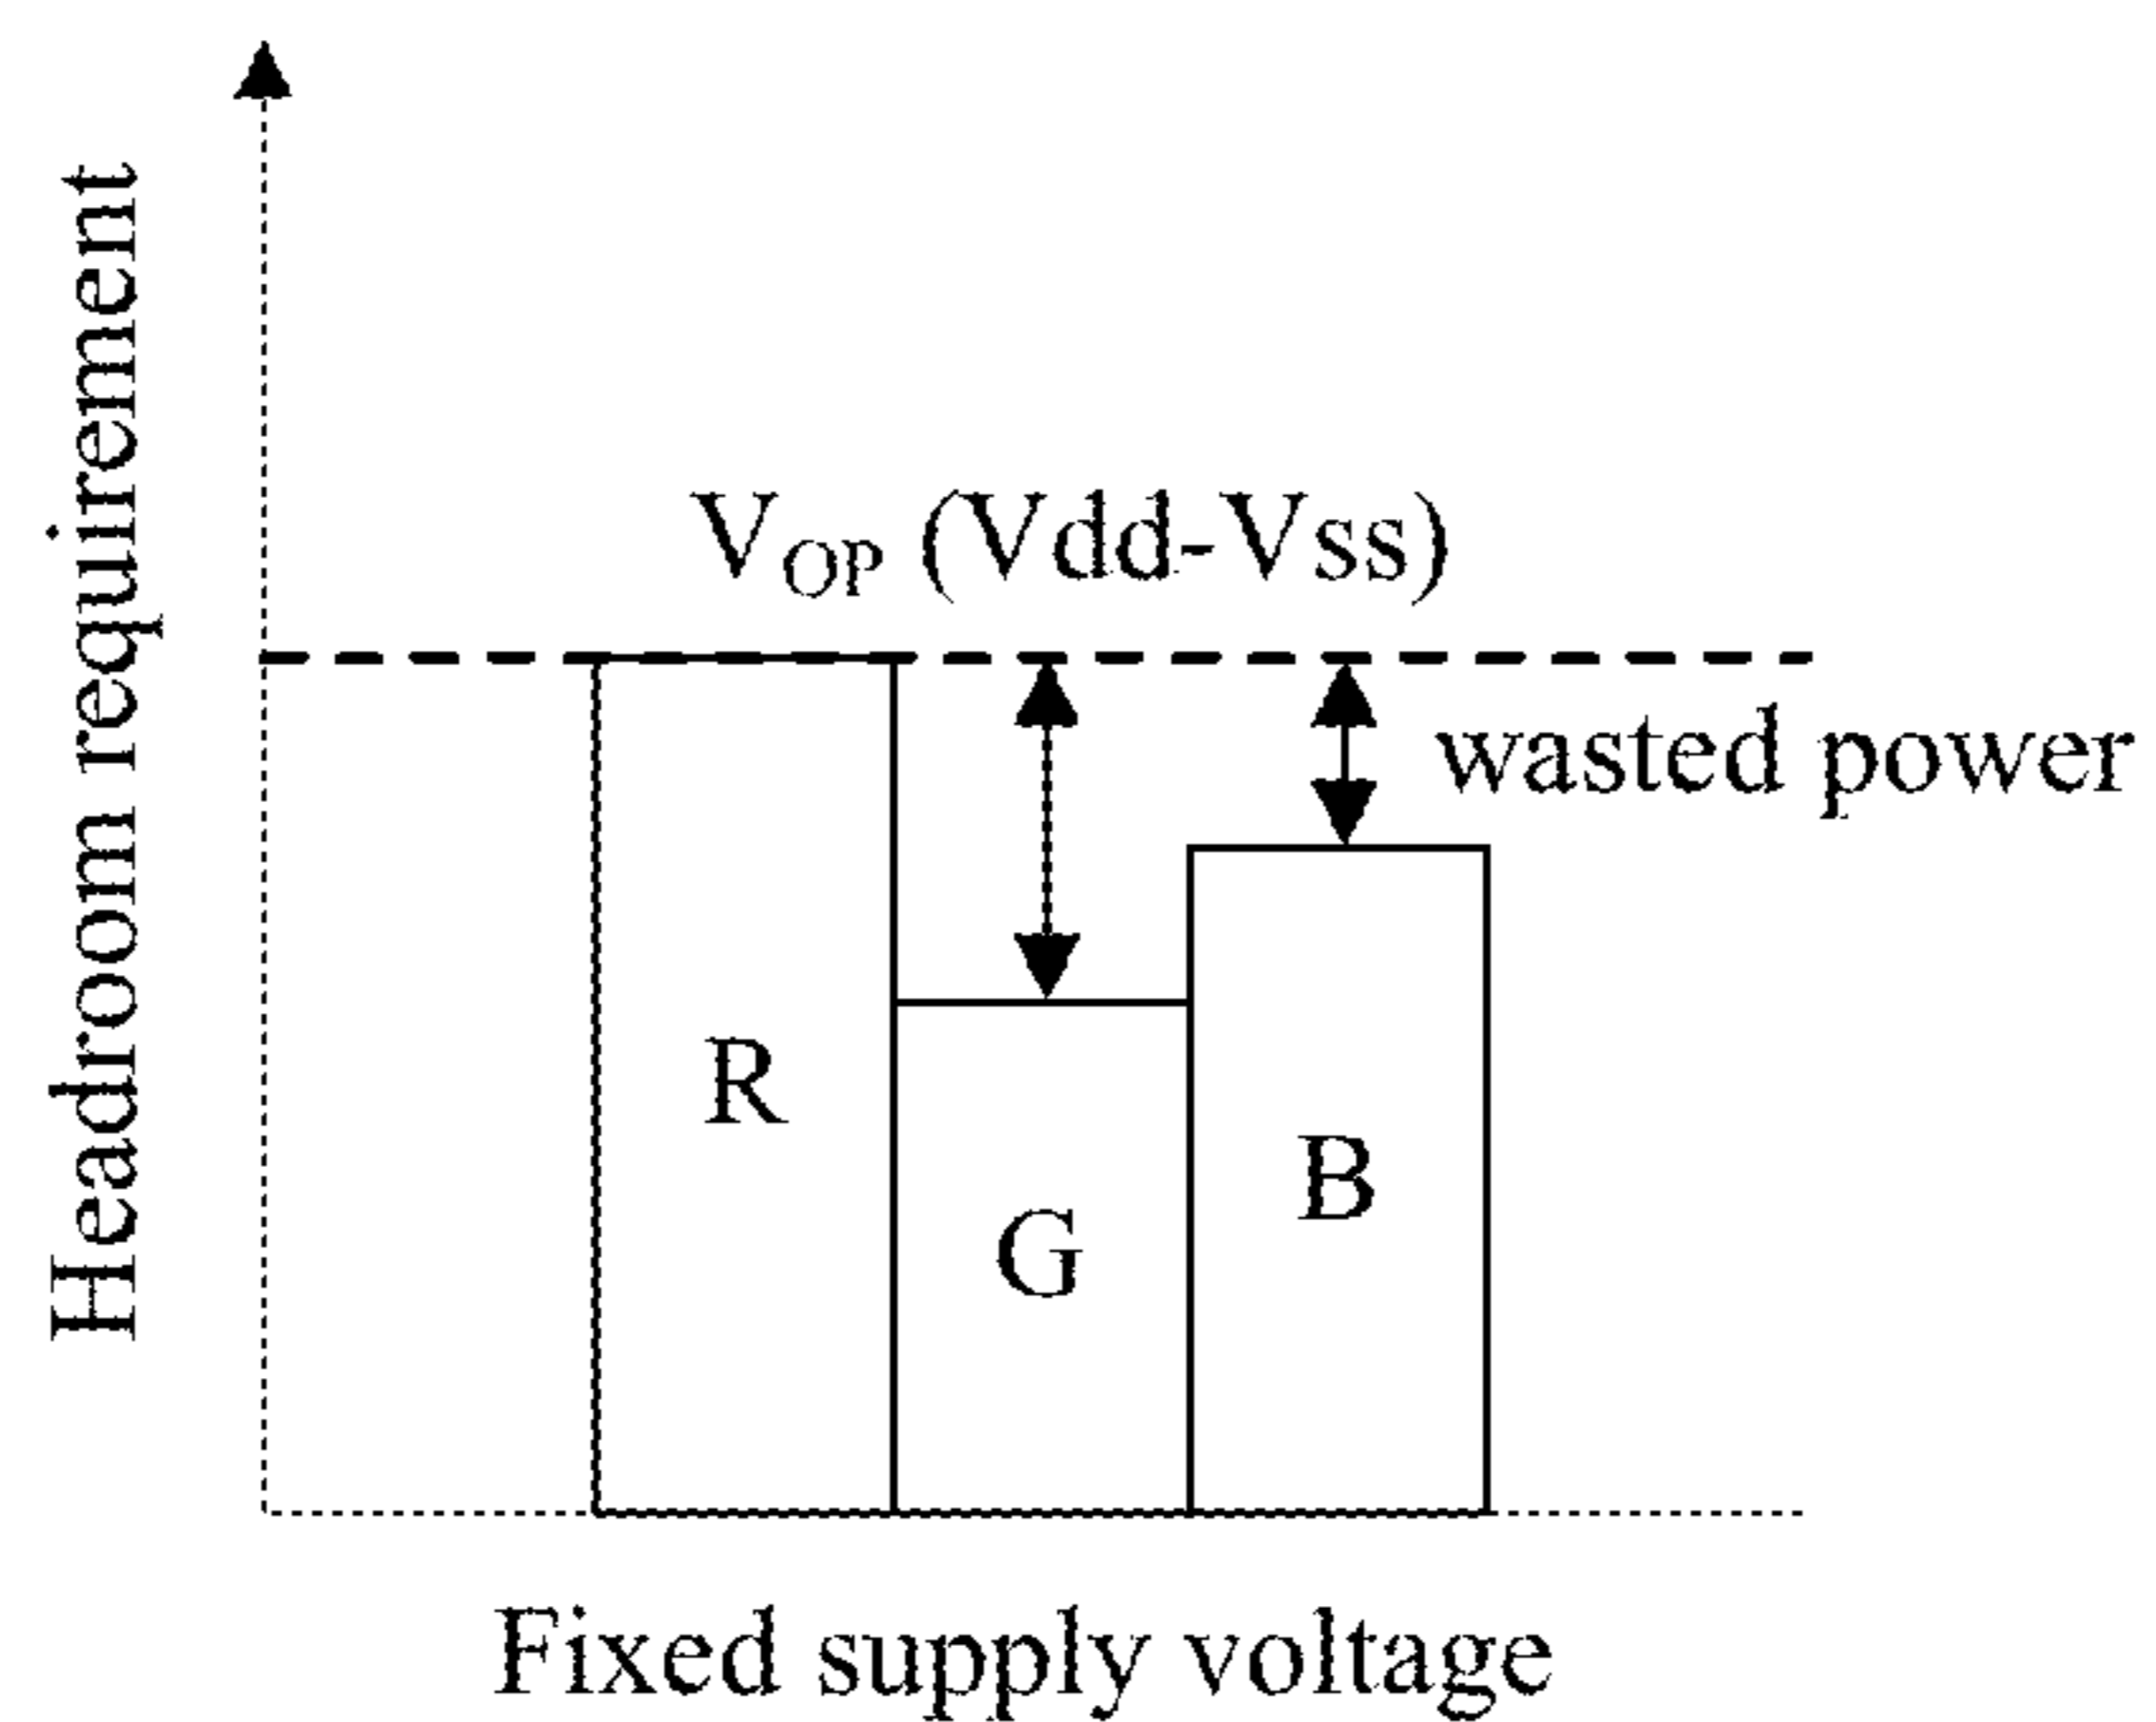 Headroom requirement
VOP (Vdd-Vss)
wasted power
R
G
B
Fixed supply voltage